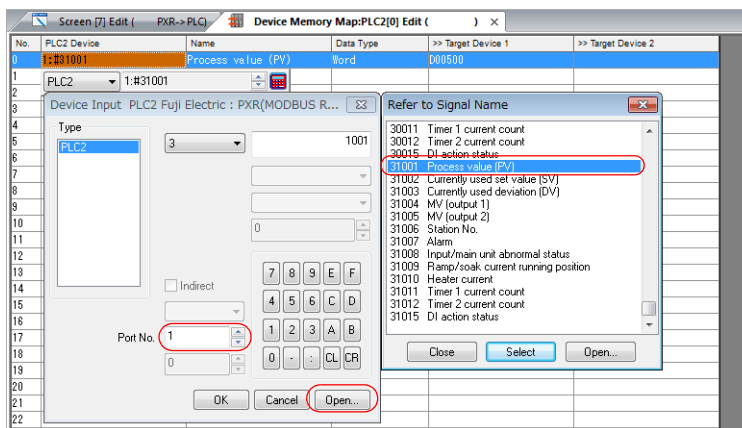 Screen [7] Edit ( PXR->PLC)
Device Memory Map:PLC2[0] Edit ( ) ×
No. PLC2 Device Name Data Type >> Target Device 1 >> Target Device 2
0 1:#31001 Process value (PV) Word D00500
1 PLC2 1:#31001
2
3
4
5
6
7
8
9
10
11
12
13
14
15
16
17
18
19
20
21
22
Device Input PLC2 Fuji Electric : PXR(MODBUS R...
Type
PLC2
3 1001
0
Indirect
7 8 9 E F
4 5 6 C D
1 2 3 A B
0 - : CL CR
Port No. 1
0
OK Cancel Open...
Refer to Signal Name
30011 Timer 1 current count
30012 Timer 2 current count
30015 DI action status
31001 Process value (PV)
31002 Currently used set value (SV)
31003 Currently used deviation (DV)
31004 MV (output 1)
31005 MV (output 2)
31006 Station No.
31007 Alarm
31008 Input/main unit abnormal status
31009 Ramp/soak current running position
31010 Heater current
31011 Timer 1 current count
31012 Timer 2 current count
31015 DI action status
Close Select Open...